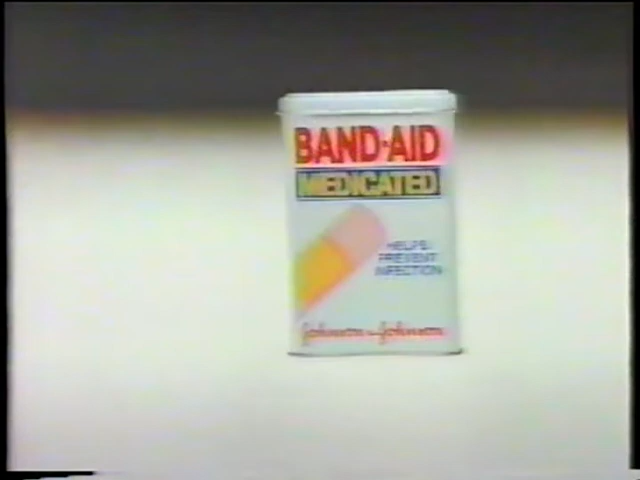 BAND-AID
MEDICATED
HELPS
PREVENT
INFECTION
Johnson & Johnson